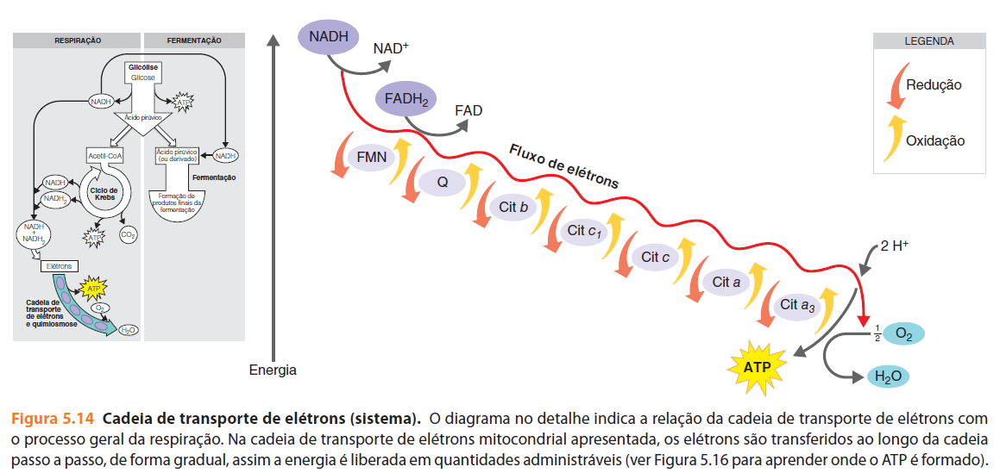 RESPIRAÇÃO
FERMENTAÇÃO
Glicólise
Glicose
NADH
ATP
Ácido pirúvico
Acetil-CoA
Ácido pirúvico
(ou derivado)
NADH
Fermentação
NADH
NADH2
Ciclo de
Krebs
Formação de
produtos finais da
fermentação
NADH
+
NADH2
ATP
CO2
Elétrons
ATP
O2
Cadeia de
transporte
de elétrons
e quimiosmose
H2O
Energia
NADH
NAD+
FADH2
FAD
Fluxo de elétrons
FMN
Q
Cit b
Cit c1
Cit c
Cit a
Cit a3
2 H+
1/2 O2
ATP
H2O
LEGENDA
Redução
Oxidação
Figura 5.14 Cadeia de transporte de elétrons (sistema). O diagrama no detalhe indica a relação da cadeia de transporte de elétrons com
o processo geral da respiração. Na cadeia de transporte de elétrons mitocondrial apresentada, os elétrons são transferidos ao longo da cadeia
passo a passo, de forma gradual, assim a energia é liberada em quantidades administráveis (ver Figura 5.16 para aprender onde o ATP é formado).